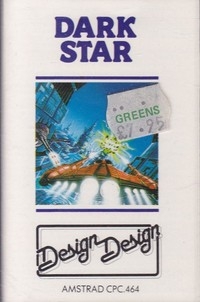 DARK
STAR
GREENS
£7.95
Design Design
AMSTRAD CPC.464